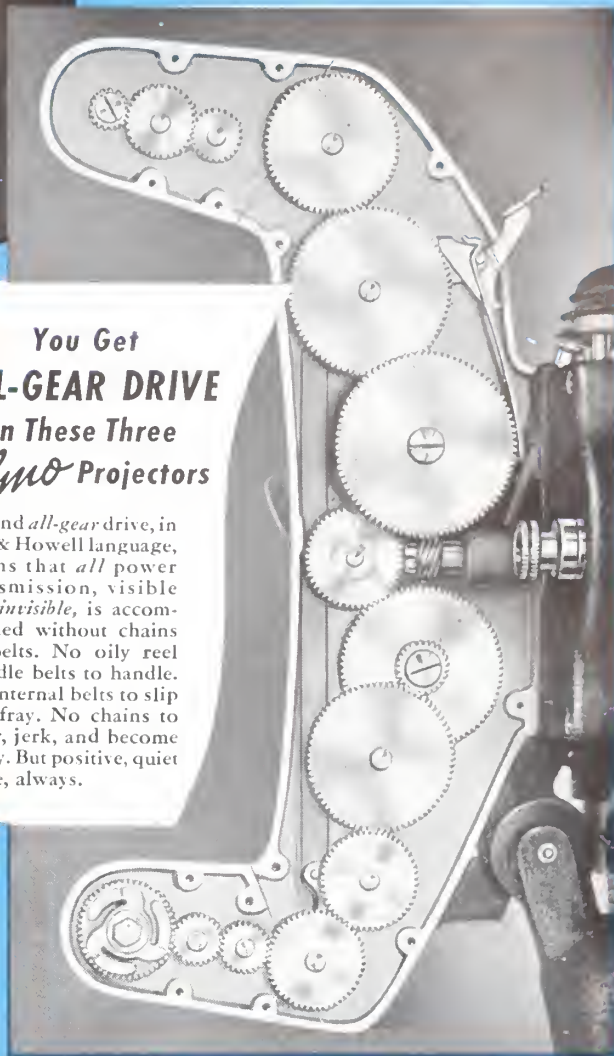 You Get
L-GEAR DRIVE
n These Three
Projectors
nd all-gear drive, in
& Howell language,
ns that all power
smission, visible
invisible, is accom-
ed without chains
elts. No oily reel
dle belts to handle.
nternal belts to slip
fray. No chains to
, jerk, and become
y. But positive, quiet
e, always.